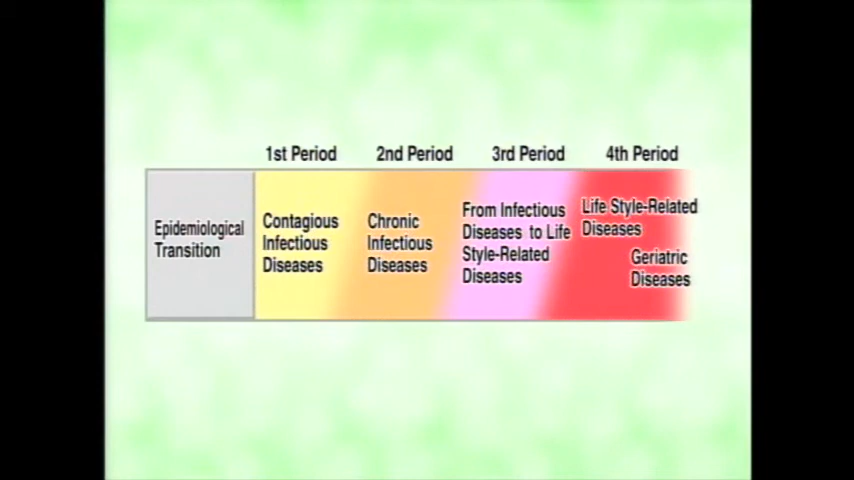 1st Period 2nd Period 3rd Period 4th Period
Epidemiological
Transition
Contagious
Infectious
Diseases
Chronic
Infectious
Diseases
From Infectious
Diseases to Life
Style-Related
Diseases
Life Style-Related
Diseases
Geriatric
Diseases